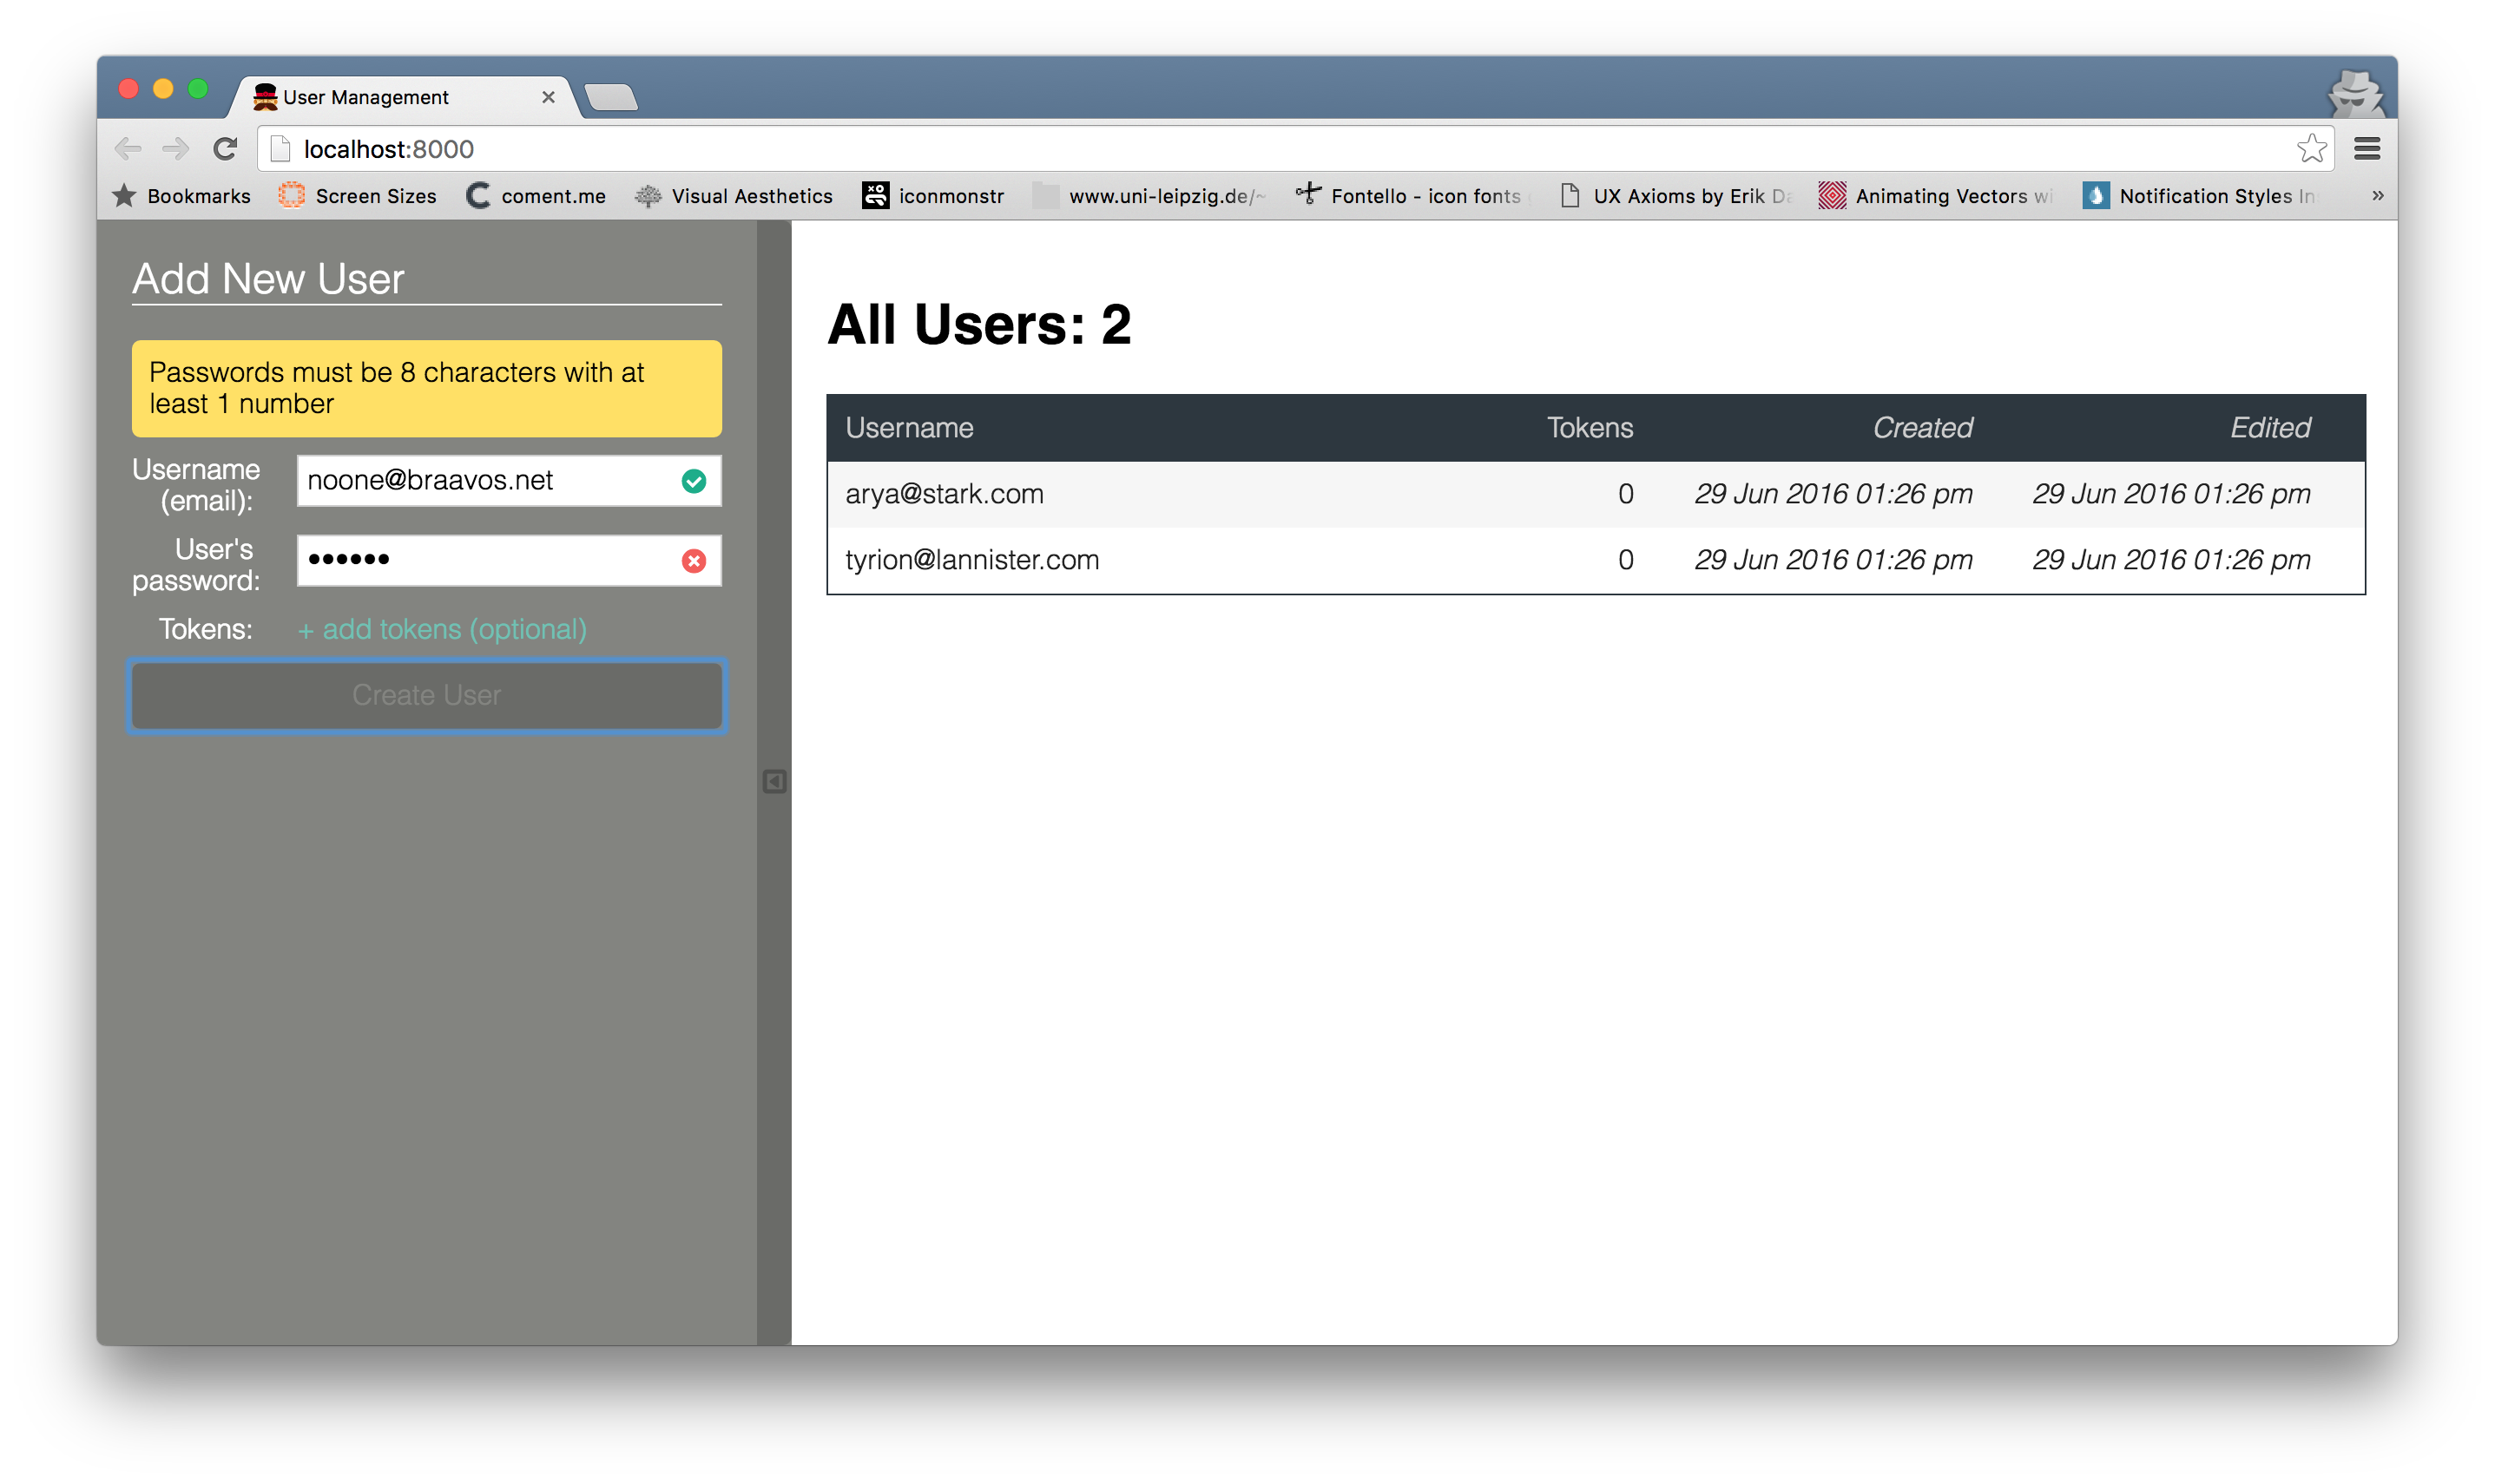 User Management
localhost:8000
Bookmarks Screen Sizes coment.me Visual Aesthetics iconmonstr www.uni-leipzig.de/~ Fontello - icon fonts UX Axioms by Erik Animating Vectors Notification Styles »
Add New User
Passwords must be 8 characters with at
least 1 number
Username
(email):
noone@braavos.net
User's
password:
••••••
Tokens: + add tokens (optional)
Create User
All Users: 2
Username Tokens Created Edited
arya@stark.com 0 29 Jun 2016 01:26 pm 29 Jun 2016 01:26 pm
tyrion@lannister.com 0 29 Jun 2016 01:26 pm 29 Jun 2016 01:26 pm